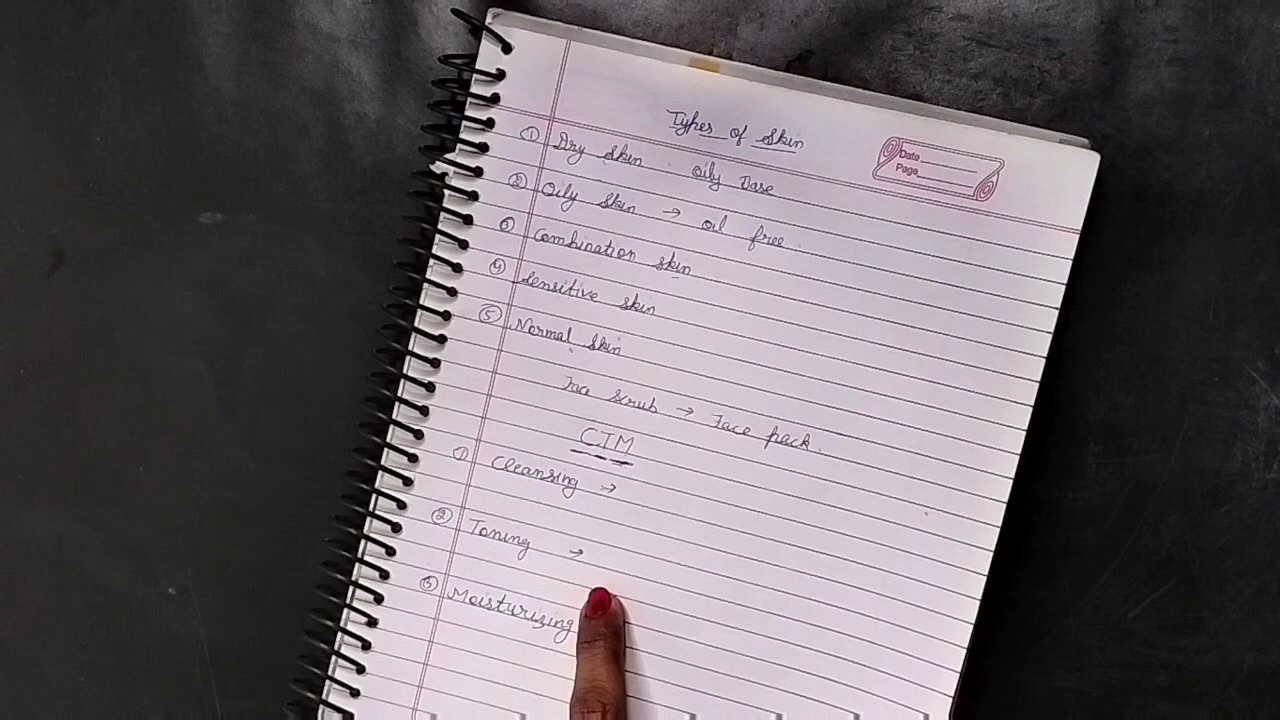 Types of Skin
Date
Page
① Dry skin oily base
② Oily skin → oil free.
③ Combination skin
④ Sensitive skin
⑤ Normal skin
Face scrub → Face pack.
CTM
① Cleansing →
② Toning →
③ Moisturizing